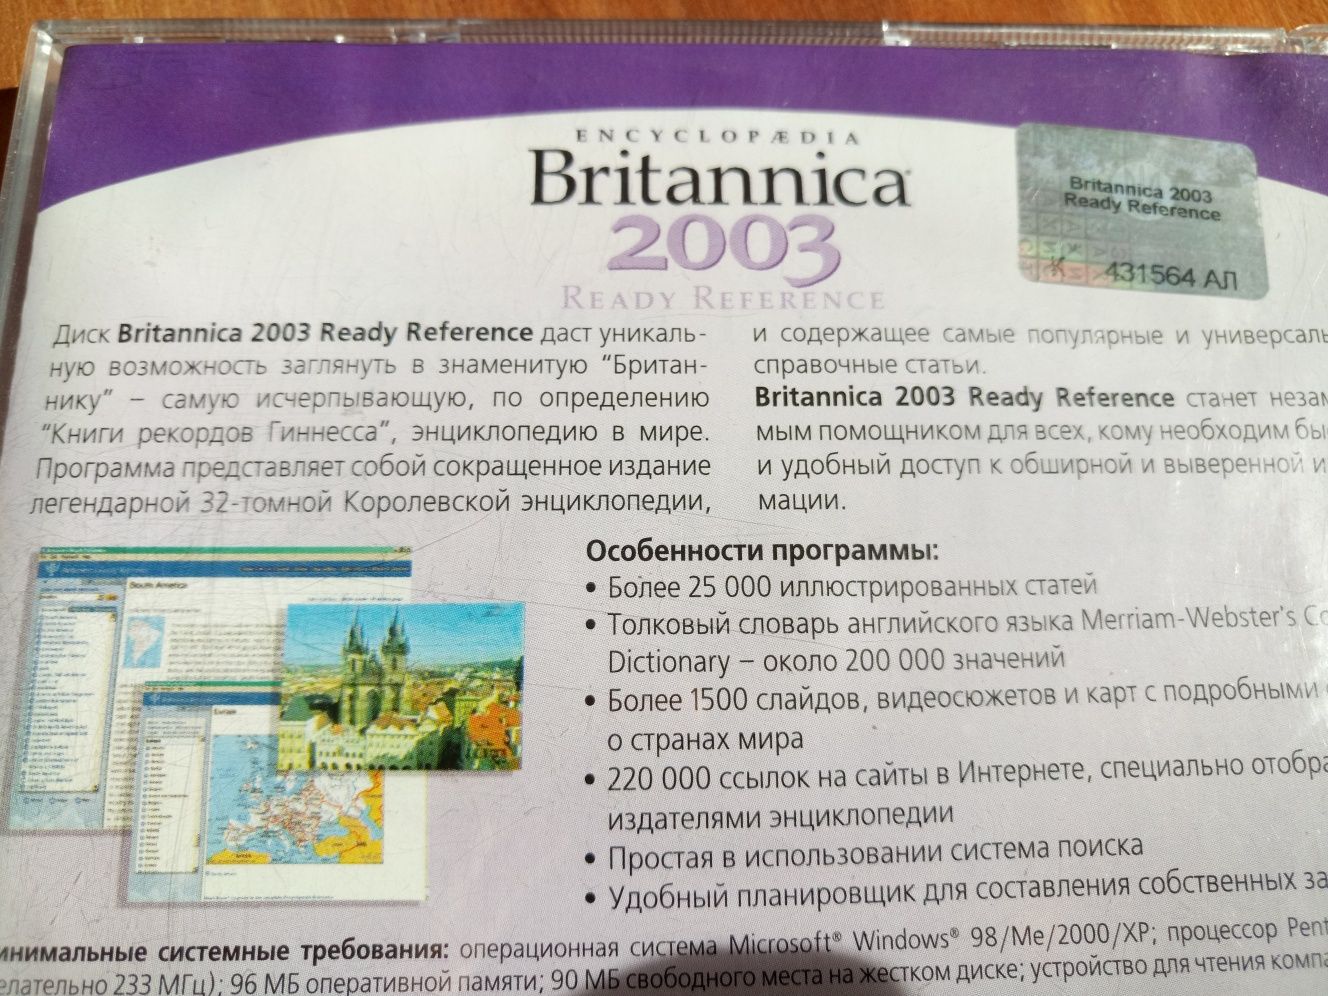 ENCYCLOPÆDIA
Britannica
2003
READY REFERENCE
Britannica 2003
Ready Reference
431564 АЛ
Диск Britannica 2003 Ready Reference даст уникаль-
ную возможность заглянуть в знаменитую “Британ-
нику” – самую исчерпывающую, по определению
“Книги рекордов Гиннесса”, энциклопедию в мире.
Программа представляет собой сокращенное издание
легендарной 32-томной Королевской энциклопедии,
и содержащее самые популярные и
справочные статьи.
Britannica 2003 Ready Reference станет
мым помощником для всех, кому необходим
и удобный доступ к обширной и выверенной
мации.
South America
Europe
Особенности программы:
• Более 25 000 иллюстрированных статей
• Толковый словарь английского языка Merriam-Webster's
Dictionary – около 200 000 значений
• Более 1500 слайдов, видеосюжетов и карт с подробными
о странах мира
• 220 000 ссылок на сайты в Интернете, специально
издателями энциклопедии
• Простая в использовании система поиска
• Удобный планировщик для составления собственных
инимальные системные требования: операционная система Microsoft® Windows® 98/Me/2000/XP; процессор
елательно 233 МГц); 96 МБ оперативной памяти; 90 МБ свободного места на жестком диске; устройство для чтения